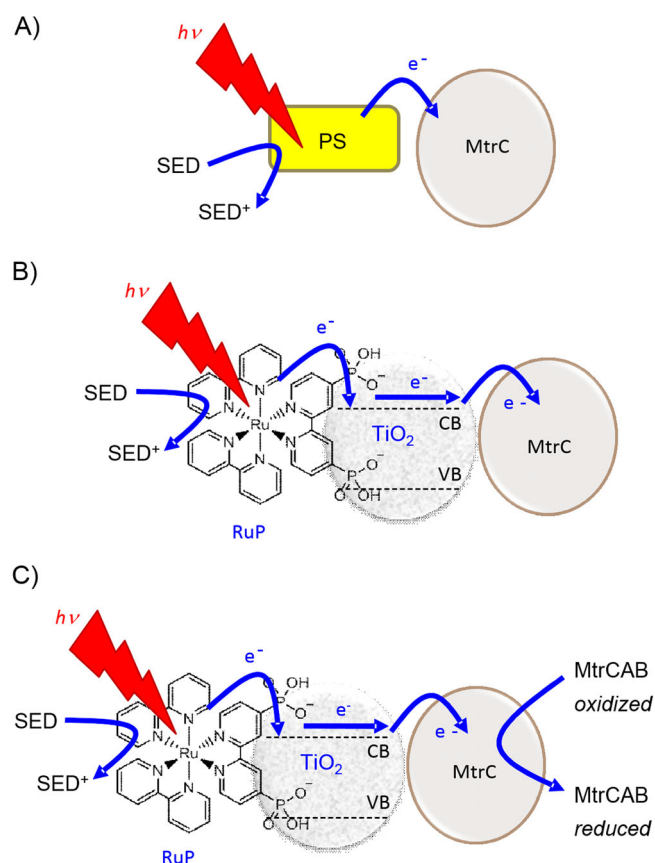 A)
hν
e⁻
PS
MtrC
SED
SED⁺
B)
hν
e⁻
O
OH
P
O⁻
SED
N
N
N
e⁻
CB
e⁻
Ru
TiO₂
MtrC
SED⁺
N
N
N
VB
O⁻
P
O
OH
RuP
C)
hν
e⁻
O
OH
P
O⁻
MtrCAB
oxidized
SED
N
N
N
e⁻
CB
e⁻
Ru
TiO₂
MtrC
SED⁺
N
N
N
VB
O⁻
P
O
OH
MtrCAB
reduced
RuP